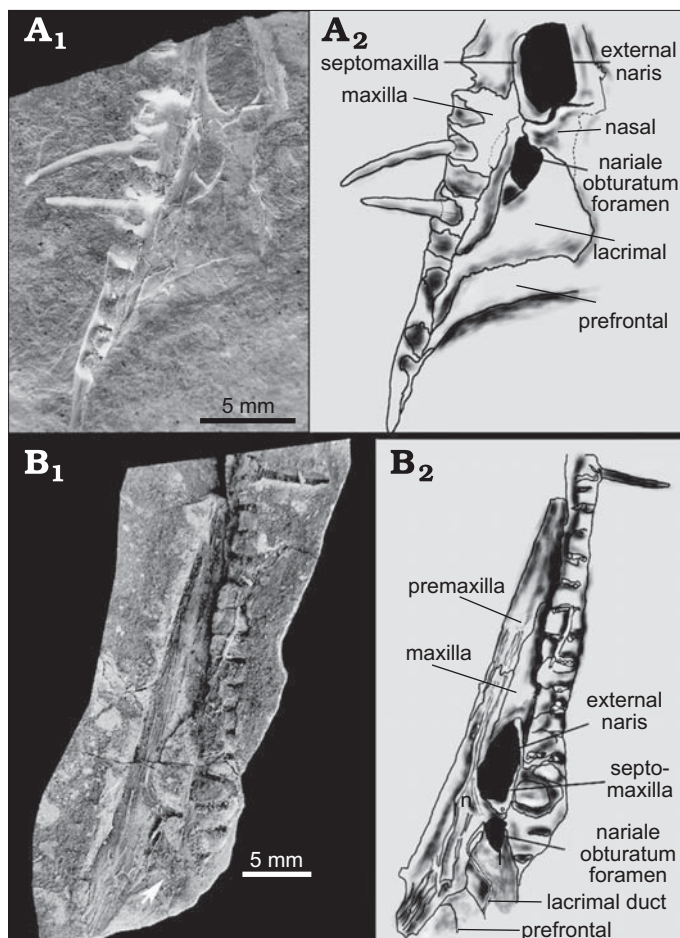 A1
A2
septomaxilla
external
naris
maxilla
nasal
nariale
obturatum
foramen
lacrimal
prefrontal
5 mm
B1
B2
premaxilla
maxilla
external
naris
septo-
maxilla
n
nariale
obturatum
foramen
l
lacrimal duct
prefrontal
5 mm